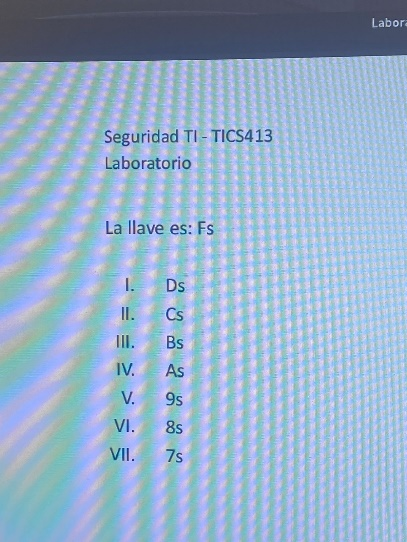 Seguridad TI - TICS413
Laboratorio
La llave es: Fs
I. Ds
II. Cs
III. Bs
IV. As
V. 9s
VI. 8s
VII. 7s